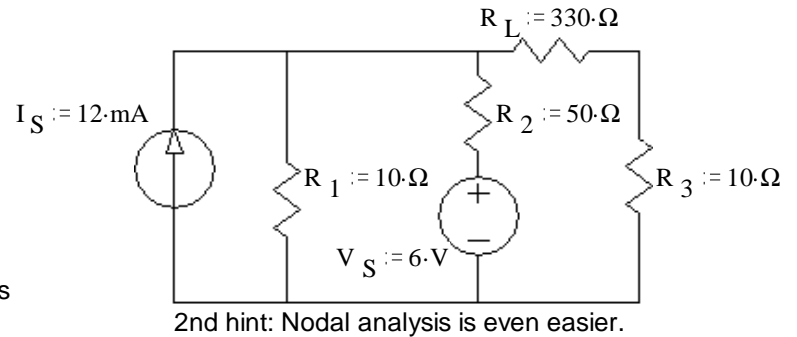 R L := 330·Ω
I S := 12·mA
R 2 := 50·Ω
R 1 := 10·Ω
R 3 := 10·Ω
V S := 6·V
s
2nd hint: Nodal analysis is even easier.